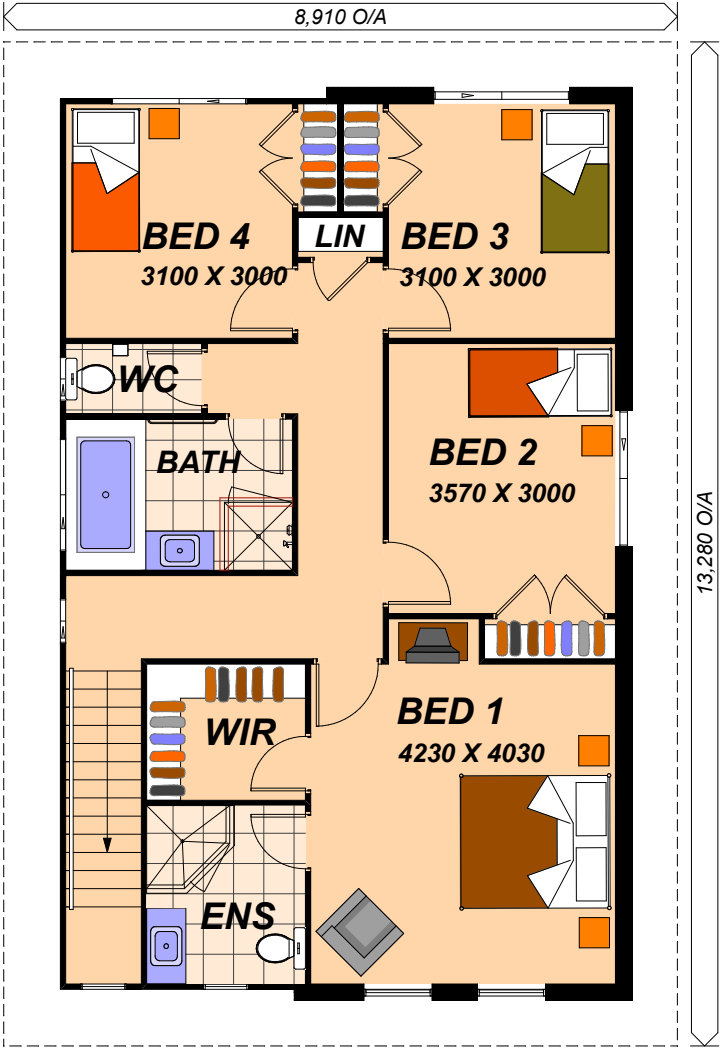 8,910 O/A
BED 4
3100 X 3000
LIN
BED 3
3100 X 3000
WC
BATH
BED 2
3570 X 3000
13,280 O/A
WIR
BED 1
4230 X 4030
ENS